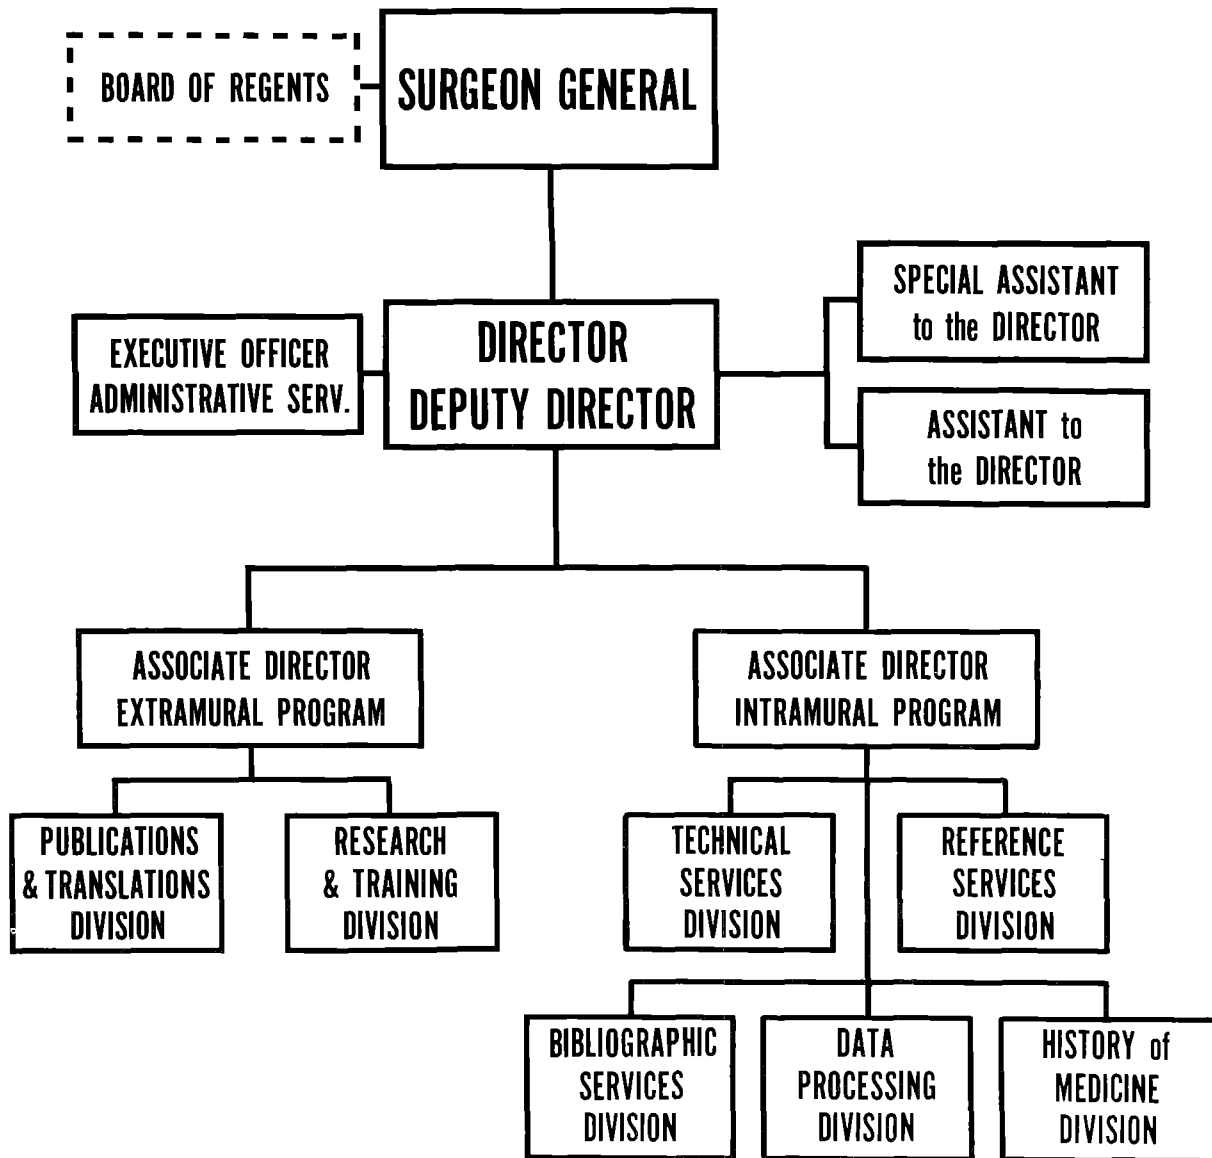 BOARD OF REGENTS
SURGEON GENERAL
EXECUTIVE OFFICER
ADMINISTRATIVE SERV.
DIRECTOR
DEPUTY DIRECTOR
SPECIAL ASSISTANT
to the DIRECTOR
ASSISTANT to
the DIRECTOR
ASSOCIATE DIRECTOR
EXTRAMURAL PROGRAM
ASSOCIATE DIRECTOR
INTRAMURAL PROGRAM
PUBLICATIONS
& TRANSLATIONS
DIVISION
RESEARCH
& TRAINING
DIVISION
TECHNICAL
SERVICES
DIVISION
REFERENCE
SERVICES
DIVISION
BIBLIOGRAPHIC
SERVICES
DIVISION
DATA
PROCESSING
DIVISION
HISTORY of
MEDICINE
DIVISION